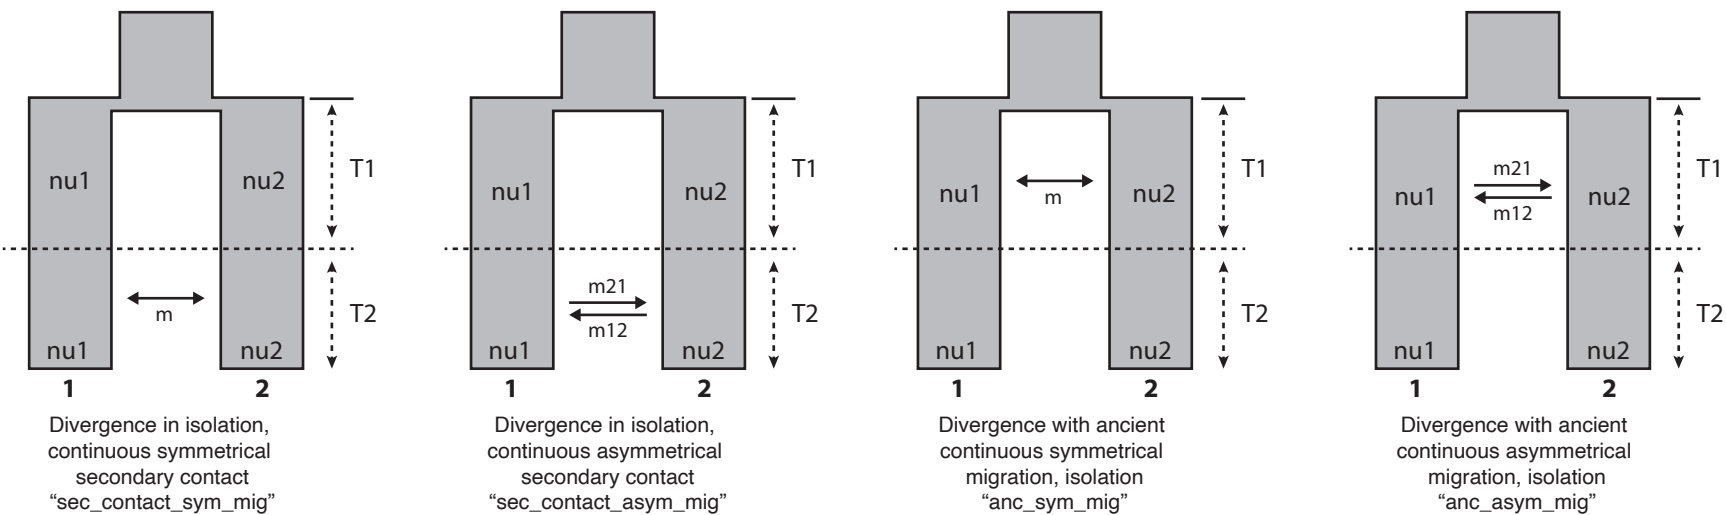 nu1
nu2
T1
m
T2
nu1
nu2
1
2
Divergence in isolation,
continuous symmetrical
secondary contact
“sec_contact_sym_mig”
nu1
nu2
T1
m21
m12
T2
nu1
nu2
1
2
Divergence in isolation,
continuous asymmetrical
secondary contact
“sec_contact_asym_mig”
nu1
m
nu2
T1
T2
nu1
nu2
1
2
Divergence with ancient
continuous symmetrical
migration, isolation
“anc_sym_mig”
nu1
m21
m12
nu2
T1
T2
nu1
nu2
1
2
Divergence with ancient
continuous asymmetrical
migration, isolation
“anc_asym_mig”